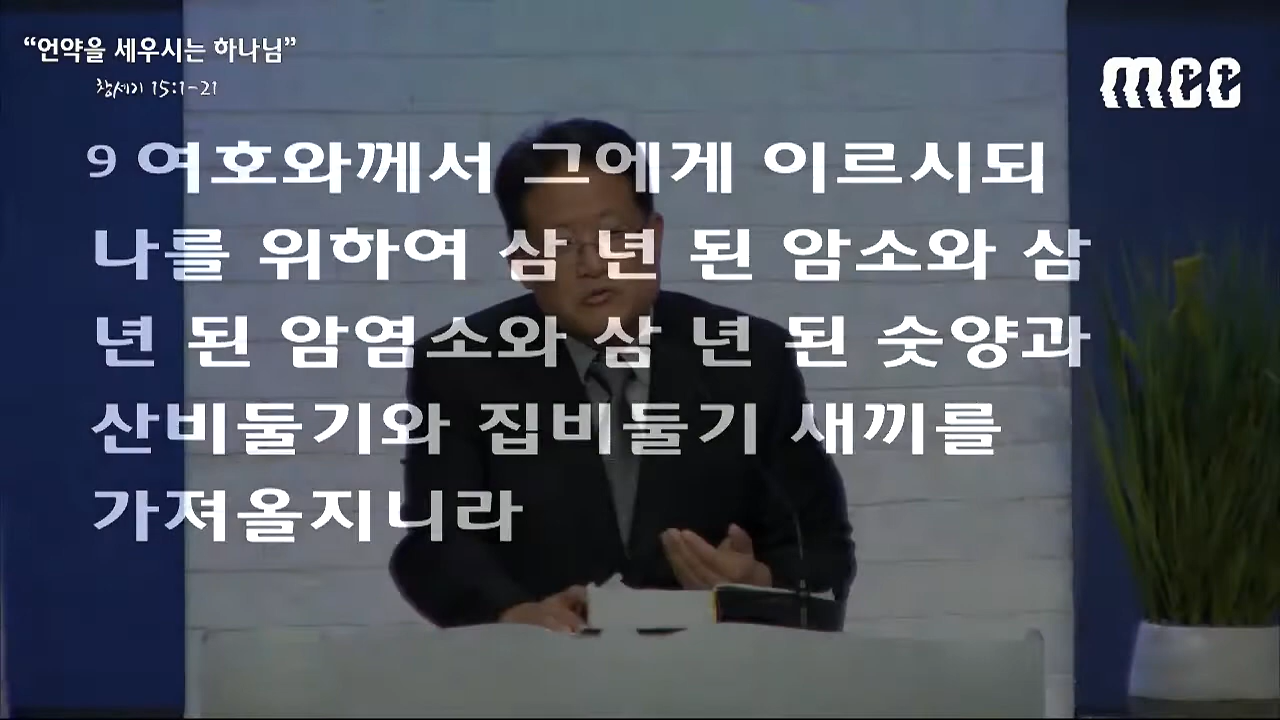 “언약을 세우시는 하나님”
창세기 15:1-21
mcc
9 여호와께서 그에게 이르시되
나를 위하여 삼 년 된 암소와 삼
년 된 암염소와 삼 년 된 숫양과
산비둘기와 집비둘기 새끼를
가져올지니라